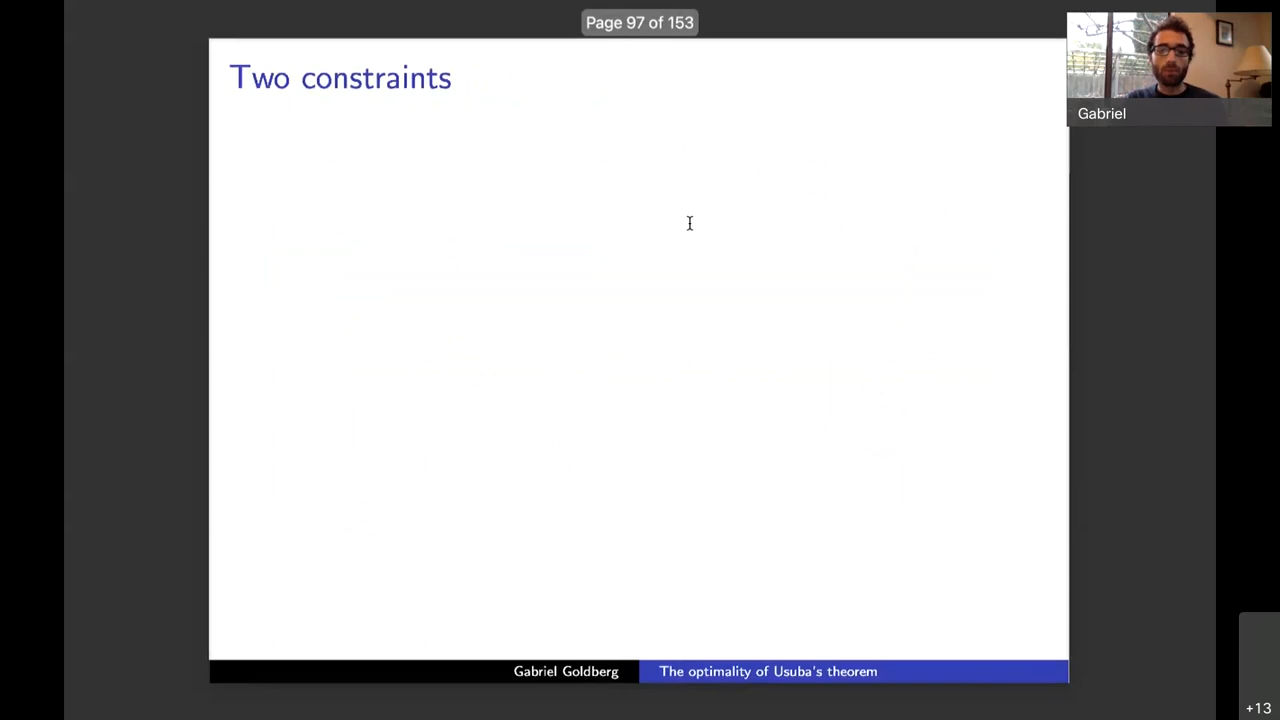 Page 97 of 153
Two constraints
Gabriel
Gabriel Goldberg
The optimality of Usuba's theorem
+13